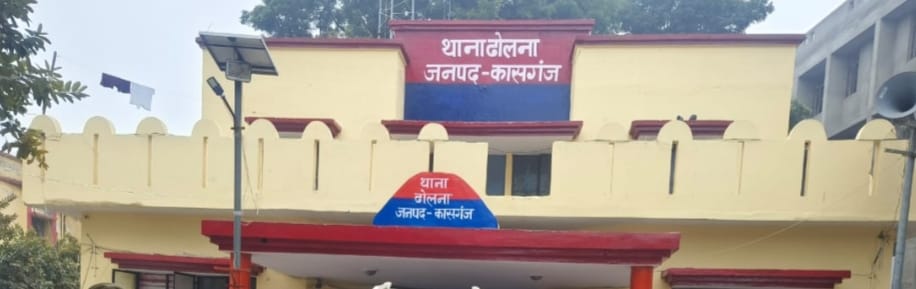 थाना ढोलना
जनपद-कासगंज
थाना
ढोलना
जनपद-कासगंज